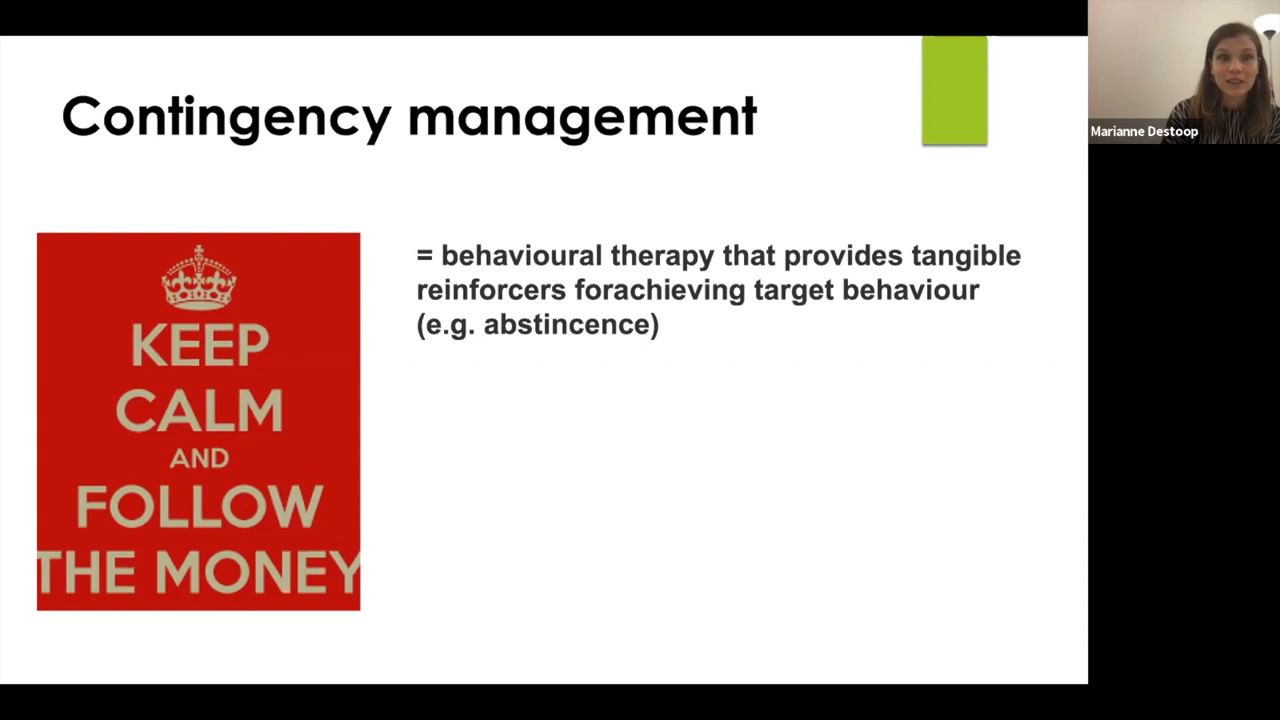 Contingency management
KEEP
CALM
AND
FOLLOW
THE MONEY
= behavioural therapy that provides tangible
reinforcers forachieving target behaviour
(e.g. abstincence)
Marianne Destoop